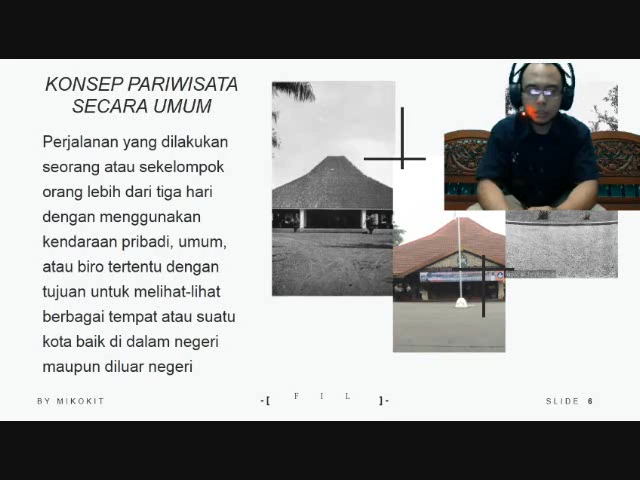 KONSEP PARIWISATA
SECARA UMUM
Perjalanan yang dilakukan
seorang atau sekelompok
orang lebih dari tiga hari
dengan menggunakan
kendaraan pribadi, umum,
atau biro tertentu dengan
tujuan untuk melihat-lihat
berbagai tempat atau suatu
kota baik di dalam negeri
maupun diluar negeri
BY MIKOKIT
-[ F I L ]-
SLIDE 6